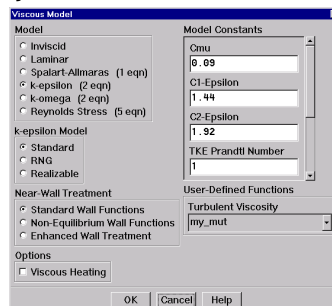 Viscous Model
Model
Inviscid
Laminar
Spalart-Allmaras (1 eqn)
k-epsilon (2 eqn)
k-omega (2 eqn)
Reynolds Stress (5 eqn)
k-epsilon Model
Standard
RNG
Realizable
Near-Wall Treatment
Standard Wall Functions
Non-Equilibrium Wall Functions
Enhanced Wall Treatment
Options
Viscous Heating
Model Constants
Cmu
0.09
C1-Epsilon
1.44
C2-Epsilon
1.92
TKE Prandtl Number
1
User-Defined Functions
Turbulent Viscosity
my_mut
OK Cancel Help